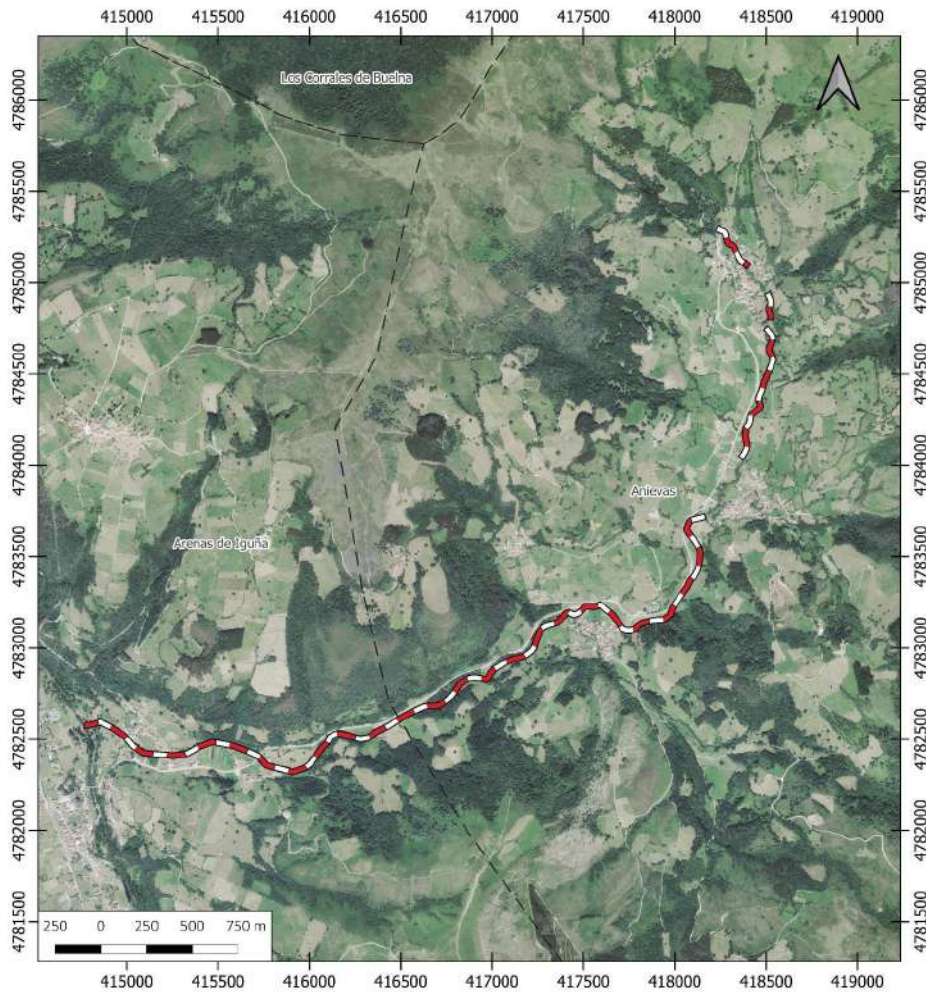 415000 415500 416000 416500 417000 417500 418000 418500 419000
4786000 4786000
Los Corrales de Buelna
4785500 4785500
4785000 4785000
4784500 4784500
4784000 4784000
Anievas
Arenas de Iguña
4783500 4783500
4783000 4783000
4782500 4782500
4782000 4782000
4781500 4781500
250 0 250 500 750 m
415000 415500 416000 416500 417000 417500 418000 418500 419000